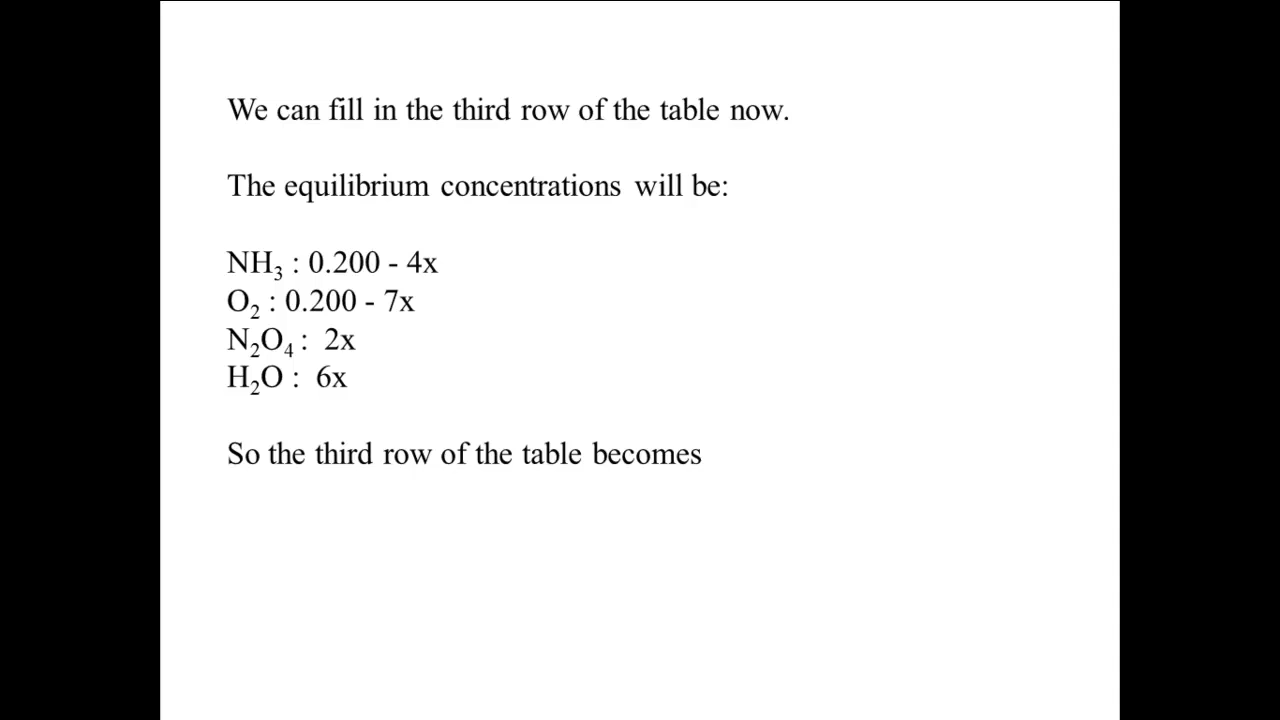 We can fill in the third row of the table now.
The equilibrium concentrations will be:
NH₃ : 0.200 - 4x
O₂ : 0.200 - 7x
N₂O₄ : 2x
H₂O : 6x
So the third row of the table becomes